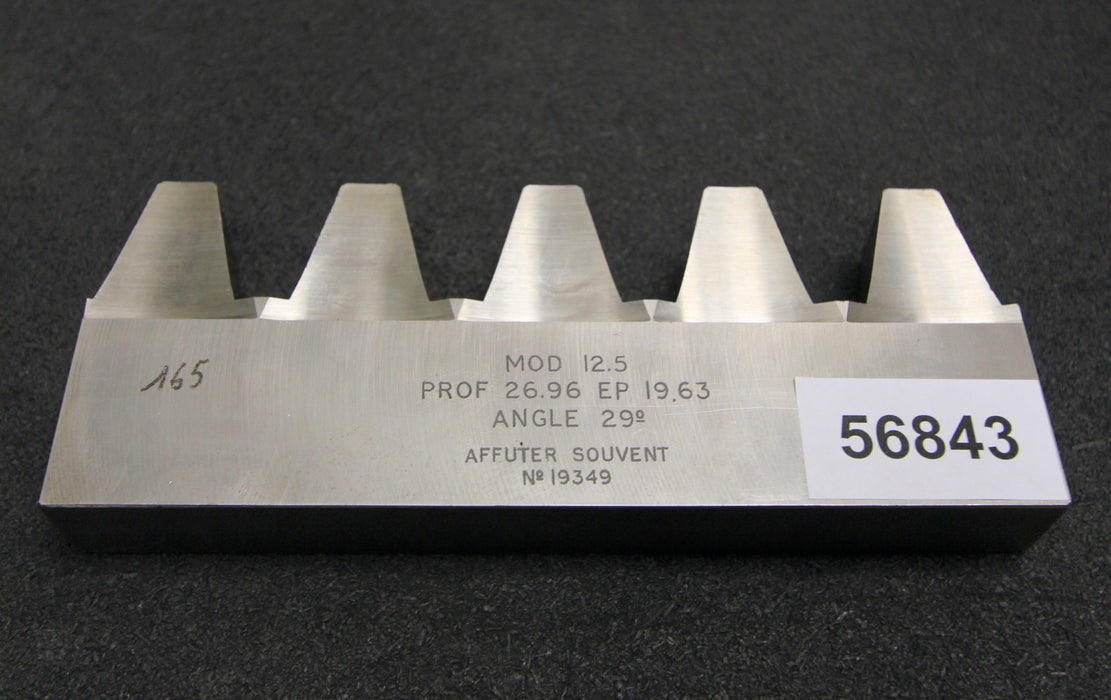 165
MOD 12.5
PROF 26.96 EP 19,63
ANGLE 29º
AFFUTER SOUVENT
Nº 19349
56843